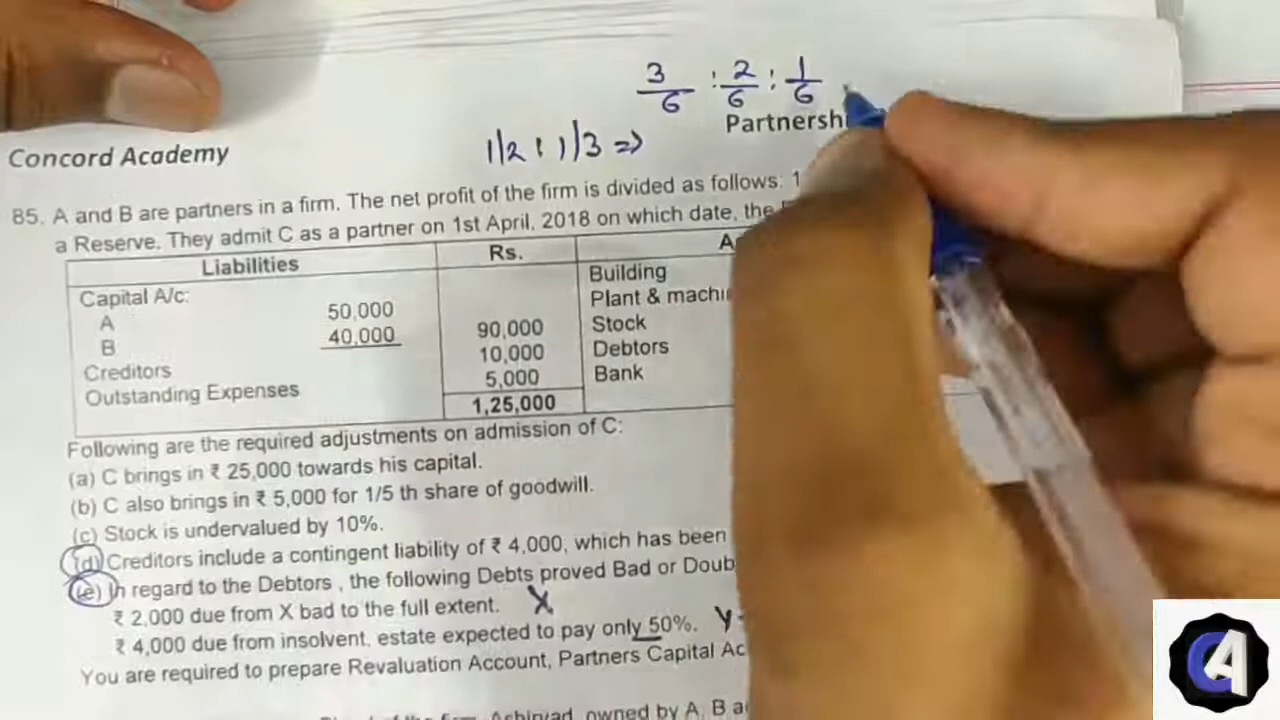 3/6 : 2/6 : 1/6
Partnersh
1/2 : 1/3 ⇒
Concord Academy
85. A and B are partners in a firm. The net profit of the firm is divided as follows: 1
a Reserve. They admit C as a partner on 1st April, 2018 on which date, the
Liabilities Rs. A
Capital A/c: Building
A 50,000 Plant & machi
B 40,000 90,000 Stock
Creditors 10,000 Debtors
Outstanding Expenses 5,000 Bank
1,25,000
Following are the required adjustments on admission of C:
(a) C brings in ₹ 25,000 towards his capital.
(b) C also brings in ₹ 5,000 for 1/5 th share of goodwill.
(c) Stock is undervalued by 10%.
(d) Creditors include a contingent liability of ₹ 4,000, which has been
(e) In regard to the Debtors , the following Debts proved Bad or Doub
₹ 2,000 due from X bad to the full extent. X
₹ 4,000 due from insolvent, estate expected to pay only 50%. Y
You are required to prepare Revaluation Account, Partners Capital Ac
of the firm, owned by A, B a
CA